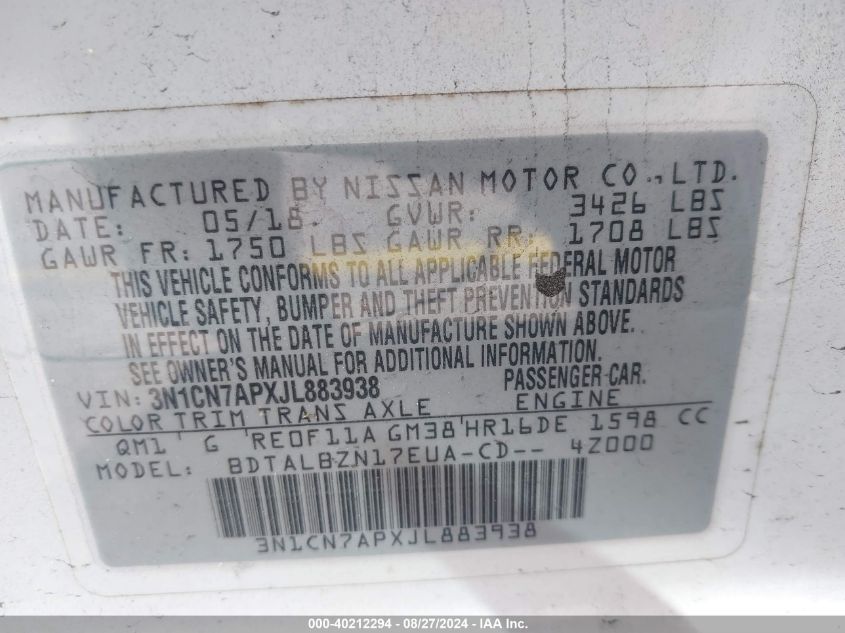 MANUFACTURED BY NISSAN MOTOR CO., LTD.
DATE: 05/18. GVWR: 3426 LBS
GAWR FR: 1750 LBS GAWR RR: 1708 LBS
THIS VEHICLE CONFORMS TO ALL APPLICABLE FEDERAL MOTOR
VEHICLE SAFETY, BUMPER AND THEFT PREVENTION STANDARDS
IN EFFECT ON THE DATE OF MANUFACTURE SHOWN ABOVE.
SEE OWNER'S MANUAL FOR ADDITIONAL INFORMATION.
VIN: 3N1CN7APXJL883938 PASSENGER-CAR.
COLOR TRIM TRANS AXLE ENGINE
QM1 G RE0F11A GM38 HR16DE 1598 CC
MODEL: BDTALBZN17EUA-CD-- 4Z000
3N1CN7APXJL883938
000-40212294 - 08/27/2024 - IAA Inc.